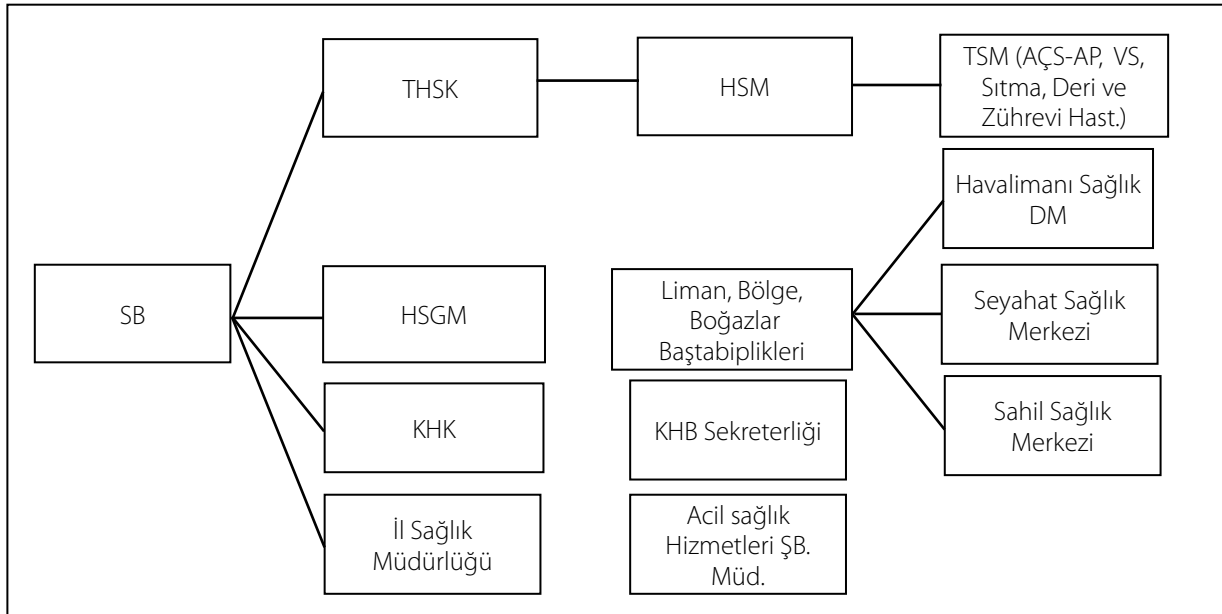 THSK
HSM
TSM (AÇS-AP, VS,
Sıtma, Deri ve
Zührevi Hast.)
Havalimanı Sağlık
DM
SB
HSGM
Liman, Bölge,
Boğazlar
Baştabiplikleri
Seyahat Sağlık
Merkezi
KHK
KHB Sekreterliği
Sahil Sağlık
Merkezi
İl Sağlık
Müdürlüğü
Acil sağlık
Hizmetleri ŞB.
Müd.